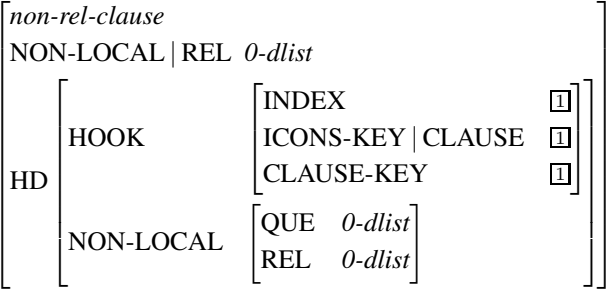 non-rel-clause
NON-LOCAL | REL 0-dlist
INDEX 1
HOOK ICONS-KEY | CLAUSE 1
CLAUSE-KEY 1
HD
QUE 0-dlist
NON-LOCAL
REL 0-dlist